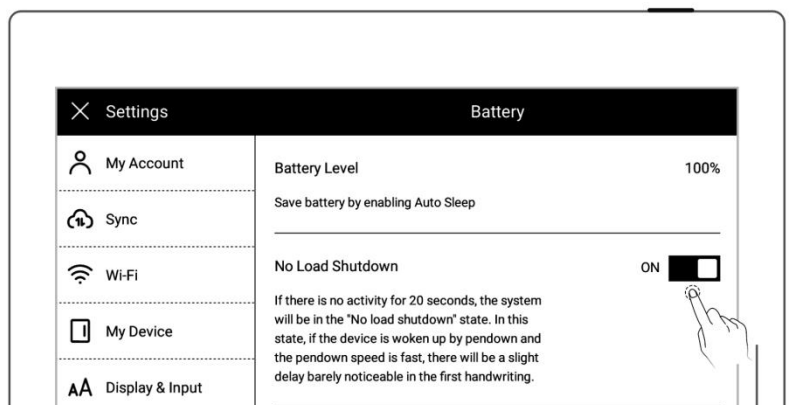 Settings
Battery
My Account
Sync
Wi-Fi
My Device
Display & Input
Battery Level 100%
Save battery by enabling Auto Sleep
No Load Shutdown ON
If there is no activity for 20 seconds, the system
will be in the "No load shutdown" state. In this
state, if the device is woken up by pendown and
the pendown speed is fast, there will be a slight
delay barely noticeable in the first handwriting.